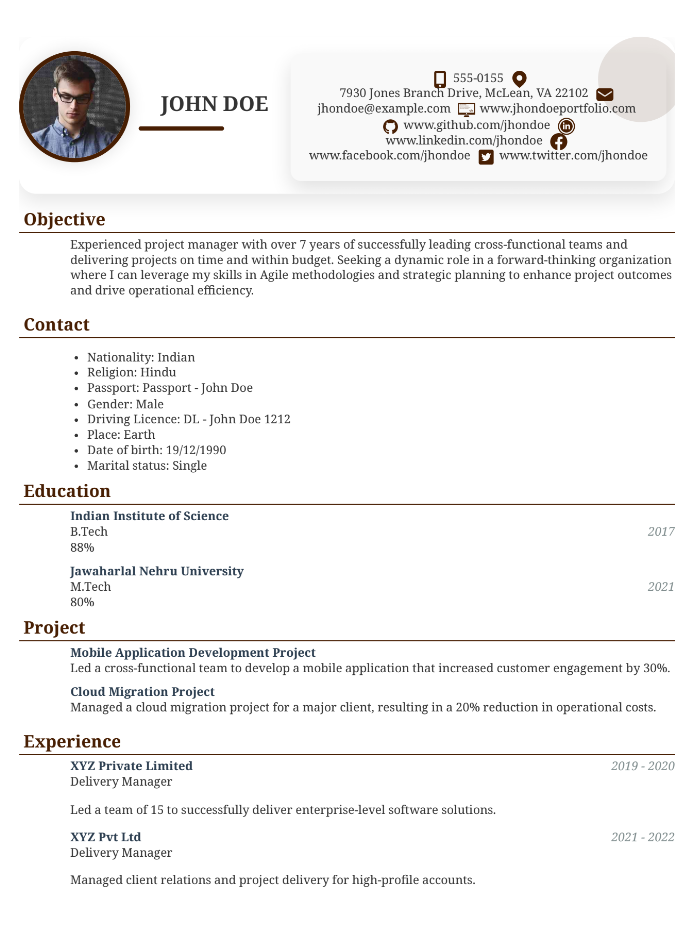 JOHN DOE
555-0155
7930 Jones Branch Drive, McLean, VA 22102
jhondoe@example.com www.jhondoeportfolio.com
www.github.com/jhondoe
www.linkedin.com/jhondoe
www.facebook.com/jhondoe www.twitter.com/jhondoe
Objective
Experienced project manager with over 7 years of successfully leading cross-functional teams and
delivering projects on time and within budget. Seeking a dynamic role in a forward-thinking organization
where I can leverage my skills in Agile methodologies and strategic planning to enhance project outcomes
and drive operational efficiency.
Contact
• Nationality: Indian
• Religion: Hindu
• Passport: Passport - John Doe
• Gender: Male
• Driving Licence: DL - John Doe 1212
• Place: Earth
• Date of birth: 19/12/1990
• Marital status: Single
Education
Indian Institute of Science
B.Tech 2017
88%
Jawaharlal Nehru University
M.Tech 2021
80%
Project
Mobile Application Development Project
Led a cross-functional team to develop a mobile application that increased customer engagement by 30%.
Cloud Migration Project
Managed a cloud migration project for a major client, resulting in a 20% reduction in operational costs.
Experience
XYZ Private Limited 2019 - 2020
Delivery Manager
Led a team of 15 to successfully deliver enterprise-level software solutions.
XYZ Pvt Ltd 2021 - 2022
Delivery Manager
Managed client relations and project delivery for high-profile accounts.